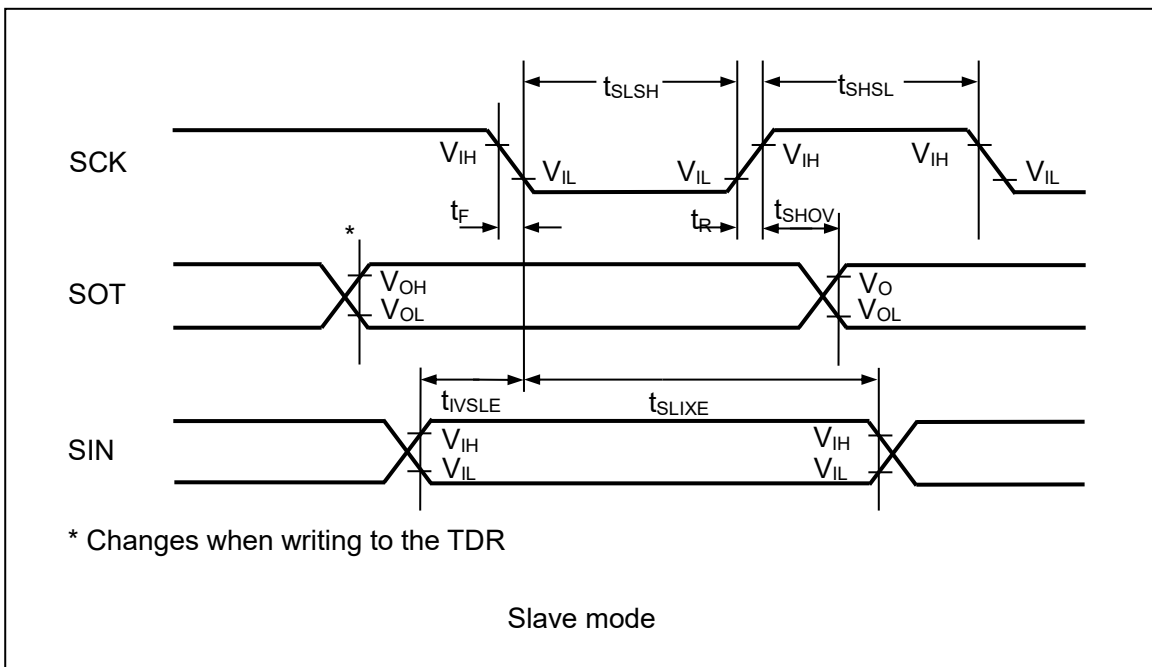 tSLSH
tSHSL
SCK
VIH
VIL
VIL
VIH
VIH
VIL
tF
tR
tSHOV
*
SOT
VOH
VOL
VO
VOL
tIVSLE
tSLIXE
SIN
VIH
VIL
VIH
VIL
* Changes when writing to the TDR
Slave mode